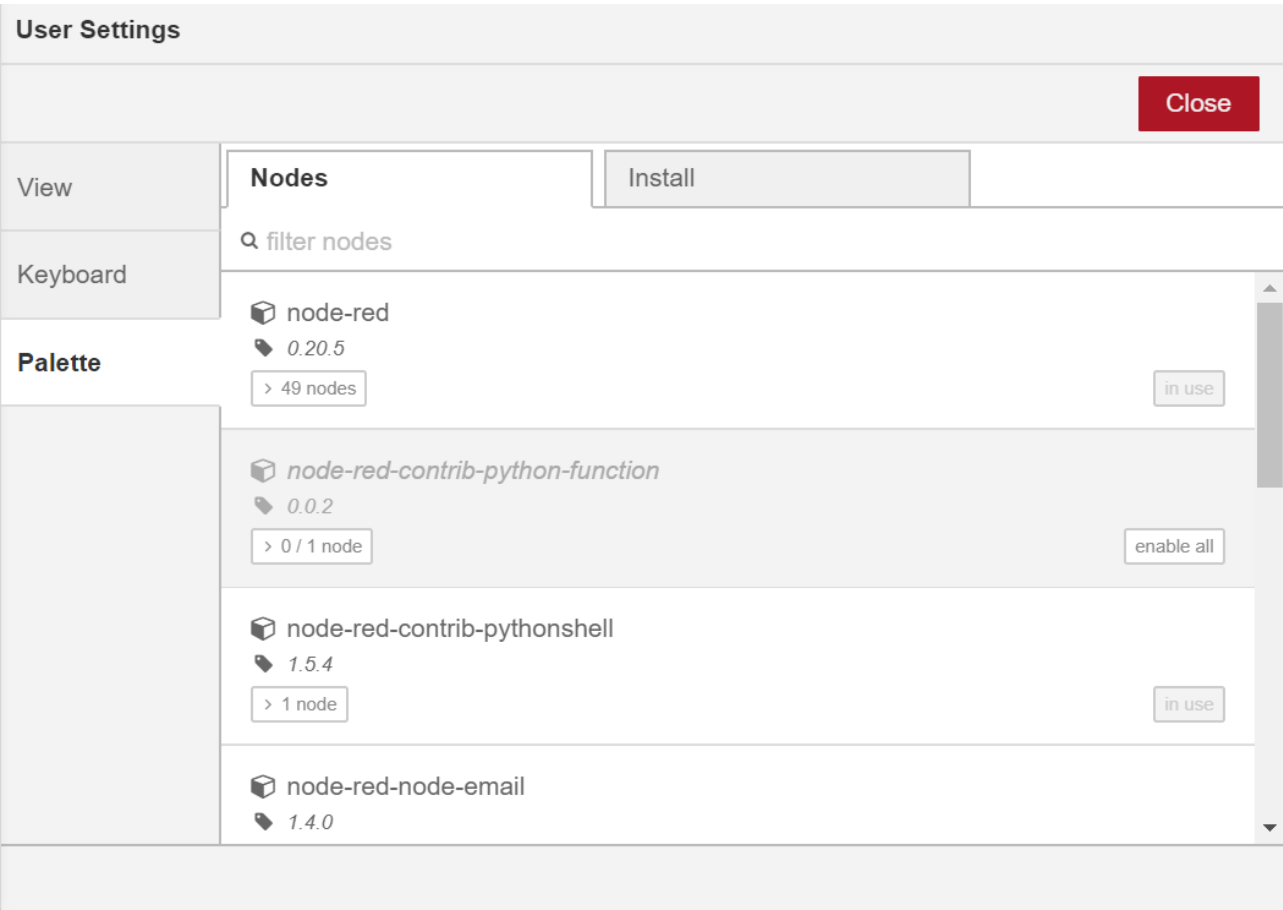 User Settings
Close
View
Keyboard
Palette
Nodes
Install
filter nodes
node-red
0.20.5
> 49 nodes
in use
node-red-contrib-python-function
0.0.2
> 0 / 1 node
enable all
node-red-contrib-pythonshell
1.5.4
> 1 node
in use
node-red-node-email
1.4.0